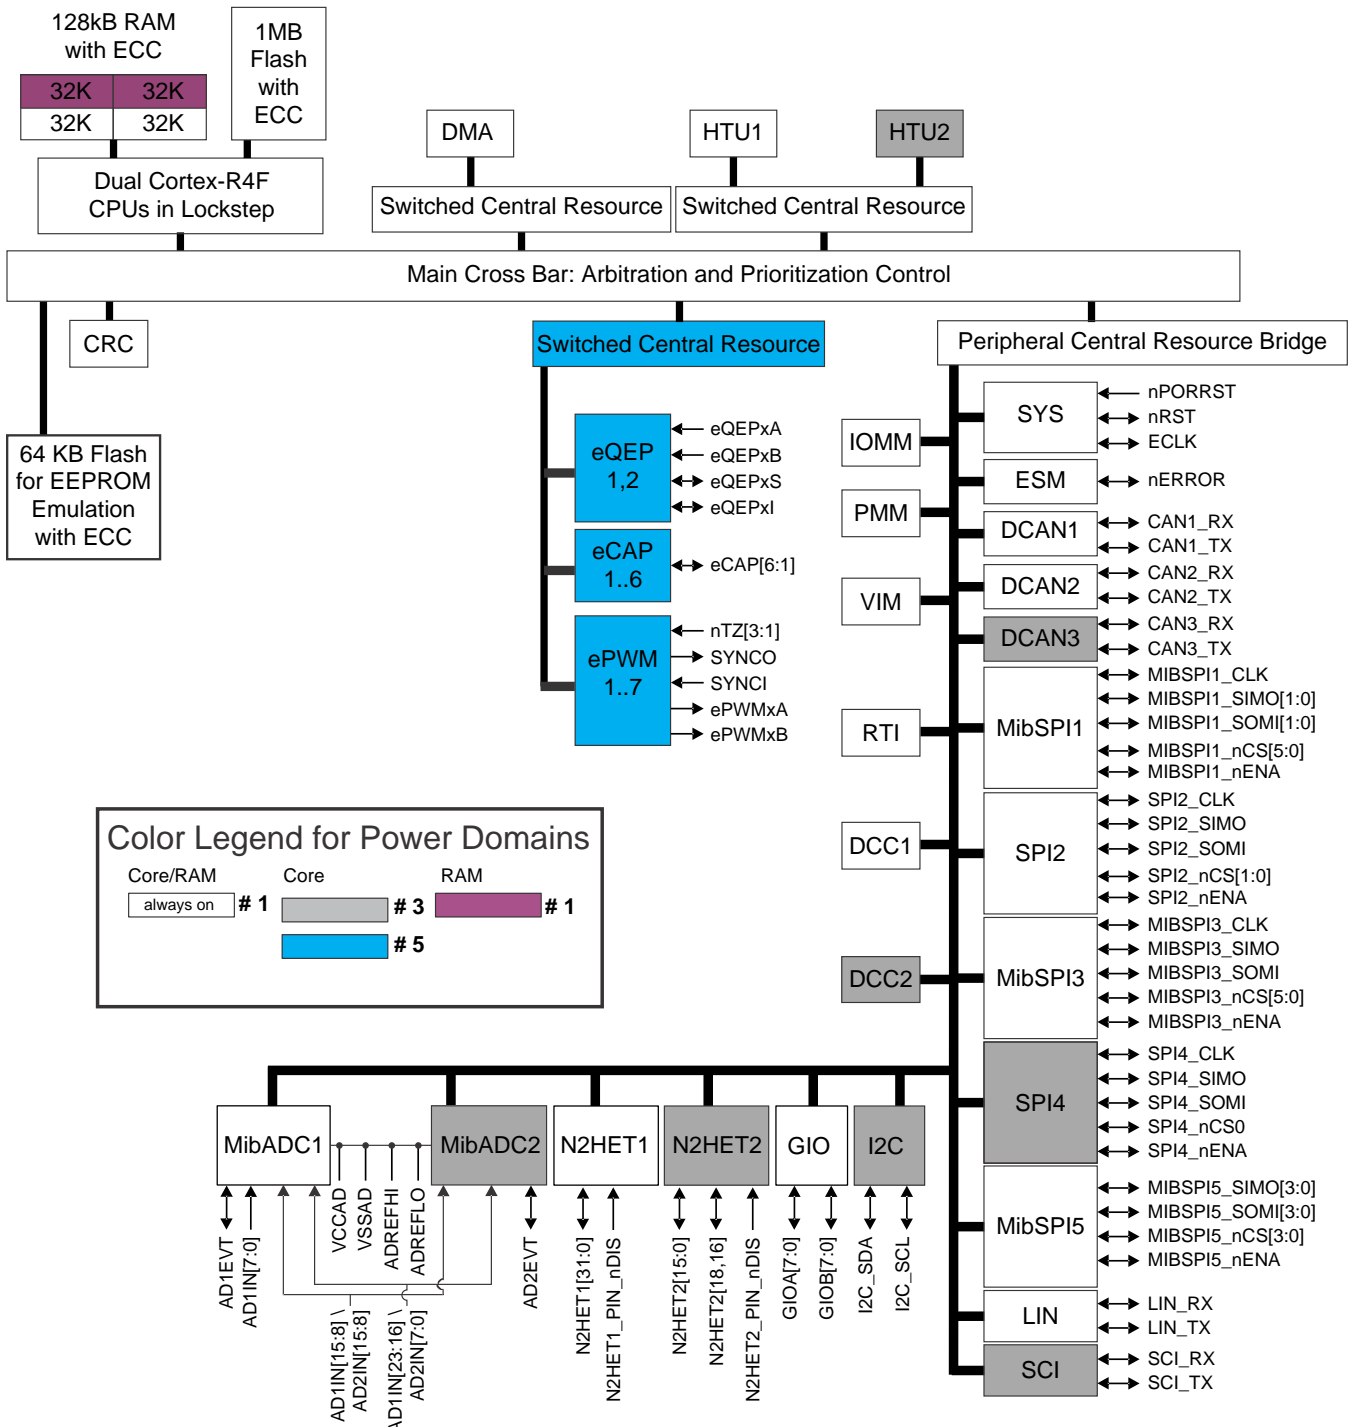 128kB RAM
with ECC
32K
32K
32K
32K
1MB
Flash
with
ECC
Dual Cortex-R4F
CPUs in Lockstep
DMA
HTU1
HTU2
Switched Central Resource
Switched Central Resource
Main Cross Bar: Arbitration and Prioritization Control
CRC
64 KB Flash
for EEPROM
Emulation
with ECC
Switched Central Resource
eQEP
1,2
eQEPxA
eQEPxB
eQEPxS
eQEPxI
eCAP
1..6
eCAP[6:1]
ePWM
1..7
nTZ[3:1]
SYNCO
SYNCI
ePWMxA
ePWMxB
Peripheral Central Resource Bridge
IOMM
PMM
VIM
RTI
DCC1
DCC2
SYS
nPORRST
nRST
ECLK
ESM
nERROR
DCAN1
CAN1_RX
CAN1_TX
DCAN2
CAN2_RX
CAN2_TX
DCAN3
CAN3_RX
CAN3_TX
MibSPI1
MIBSPI1_CLK
MIBSPI1_SIMO[1:0]
MIBSPI1_SOMI[1:0]
MIBSPI1_nCS[5:0]
MIBSPI1_nENA
SPI2
SPI2_CLK
SPI2_SIMO
SPI2_SOMI
SPI2_nCS[1:0]
SPI2_nENA
MibSPI3
MIBSPI3_CLK
MIBSPI3_SIMO
MIBSPI3_SOMI
MIBSPI3_nCS[5:0]
MIBSPI3_nENA
SPI4
SPI4_CLK
SPI4_SIMO
SPI4_SOMI
SPI4_nCS0
SPI4_nENA
MibSPI5
MIBSPI5_SIMO[3:0]
MIBSPI5_SOMI[3:0]
MIBSPI5_nCS[3:0]
MIBSPI5_nENA
LIN
LIN_RX
LIN_TX
SCI
SCI_RX
SCI_TX
Color Legend for Power Domains
Core/RAM
Core
RAM
always on
# 1
# 3
# 1
# 5
MibADC1
MibADC2
N2HET1
N2HET2
GIO
I2C
AD1EVT
AD1IN[7:0]
VCCAD
VSSAD
ADREFHI
ADREFLO
AD1IN[15:8] \
AD2IN[15:8]
AD1IN[23:16] \
AD2IN[7:0]
AD2EVT
N2HET1[31:0]
N2HET1_PIN_nDIS
N2HET2[15:0]
N2HET2[18,16]
N2HET2_PIN_nDIS
GIOA[7:0]
GIOB[7:0]
I2C_SDA
I2C_SCL